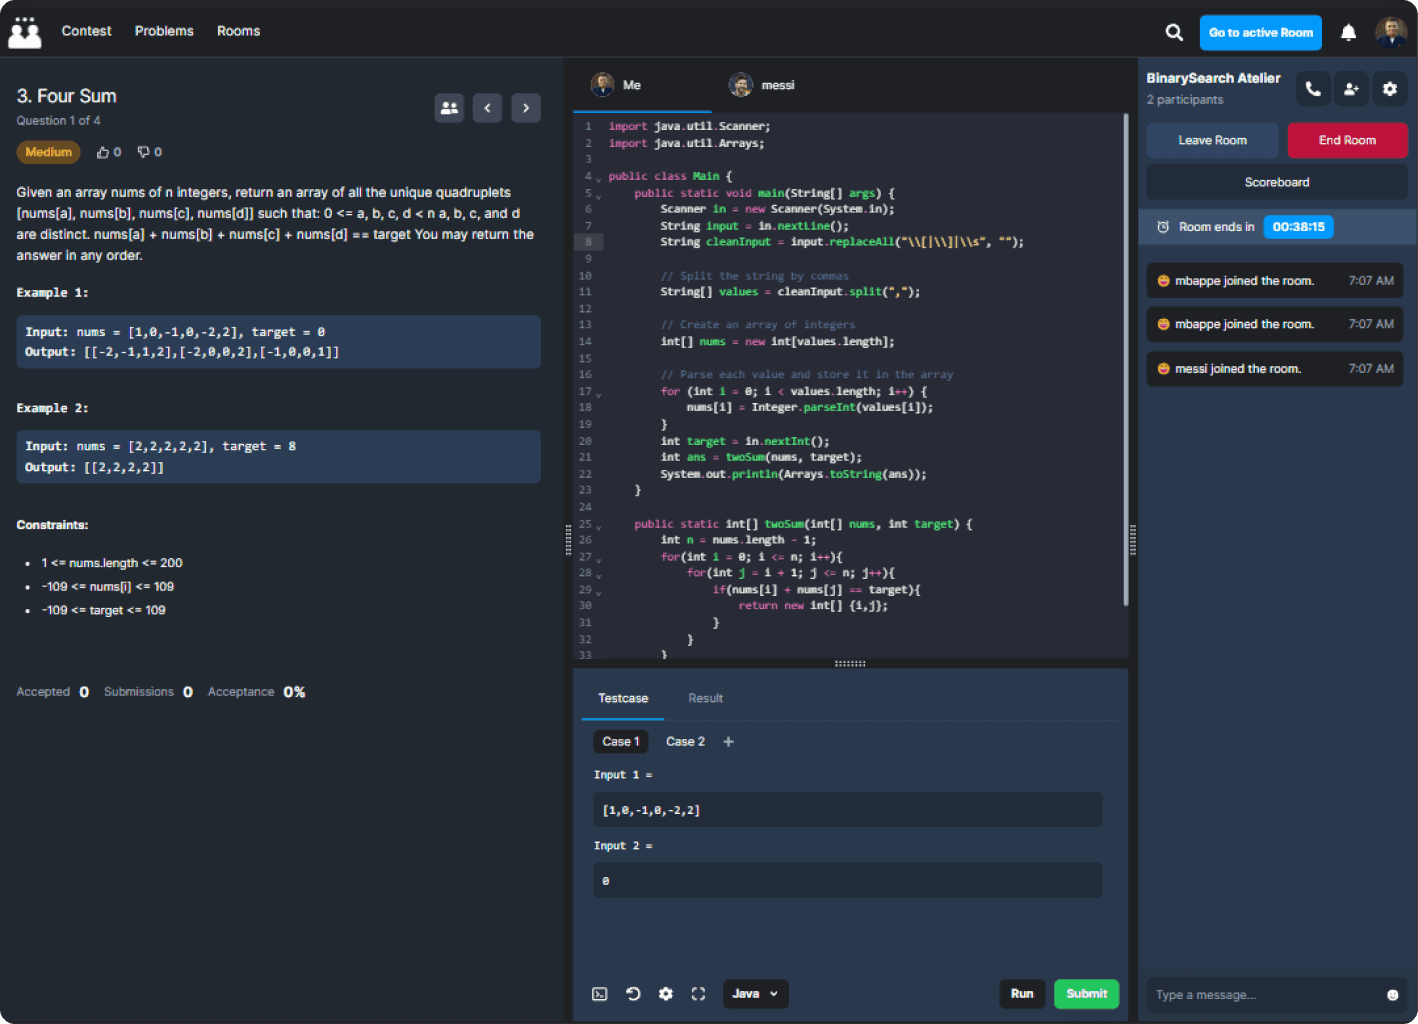 Contest Problems Rooms
Go to active Room
3. Four Sum
Question 1 of 4
Medium 0 0
Given an array nums of n integers, return an array of all the unique quadruplets
[nums[a], nums[b], nums[c], nums[d]] such that: 0 <= a, b, c, d < n a, b, c, and d
are distinct. nums[a] + nums[b] + nums[c] + nums[d] == target You may return the
answer in any order.
Example 1:
Input: nums = [1,0,-1,0,-2,2], target = 0
Output: [[-2,-1,1,2],[-2,0,0,2],[-1,0,0,1]]
Example 2:
Input: nums = [2,2,2,2,2], target = 8
Output: [[2,2,2,2]]
Constraints:
• 1 <= nums.length <= 200
• -109 <= nums[i] <= 109
• -109 <= target <= 109
Accepted 0 Submissions 0 Acceptance 0%
Me messi
1 import java.util.Scanner;
2 import java.util.Arrays;
3
4 public class Main {
5 public static void main(String[] args) {
6 Scanner in = new Scanner(System.in);
7 String input = in.nextLine();
8 String cleanInput = input.replaceAll("\\[|\\]|\\s", "");
9
10 // Split the string by commas
11 String[] values = cleanInput.split(",");
12
13 // Create an array of integers
14 int[] nums = new int[values.length];
15
16 // Parse each value and store it in the array
17 for (int i = 0; i < values.length; i++) {
18 nums[i] = Integer.parseInt(values[i]);
19 }
20 int target = in.nextInt();
21 int ans = twoSum(nums, target);
22 System.out.println(Arrays.toString(ans));
23 }
24
25 public static int[] twoSum(int[] nums, int target) {
26 int n = nums.length - 1;
27 for(int i = 0; i <= n; i++){
28 for(int j = i + 1; j <= n; j++){
29 if(nums[i] + nums[j] == target){
30 return new int[] {i,j};
31 }
32 }
33 }
Testcase Result
Case 1 Case 2 +
Input 1 =
[1,0,-1,0,-2,2]
Input 2 =
0
Java Run Submit
BinarySearch Atelier
2 participants
Leave Room End Room
Scoreboard
Room ends in 00:38:15
mbappe joined the room. 7:07 AM
mbappe joined the room. 7:07 AM
messi joined the room. 7:07 AM
Type a message...